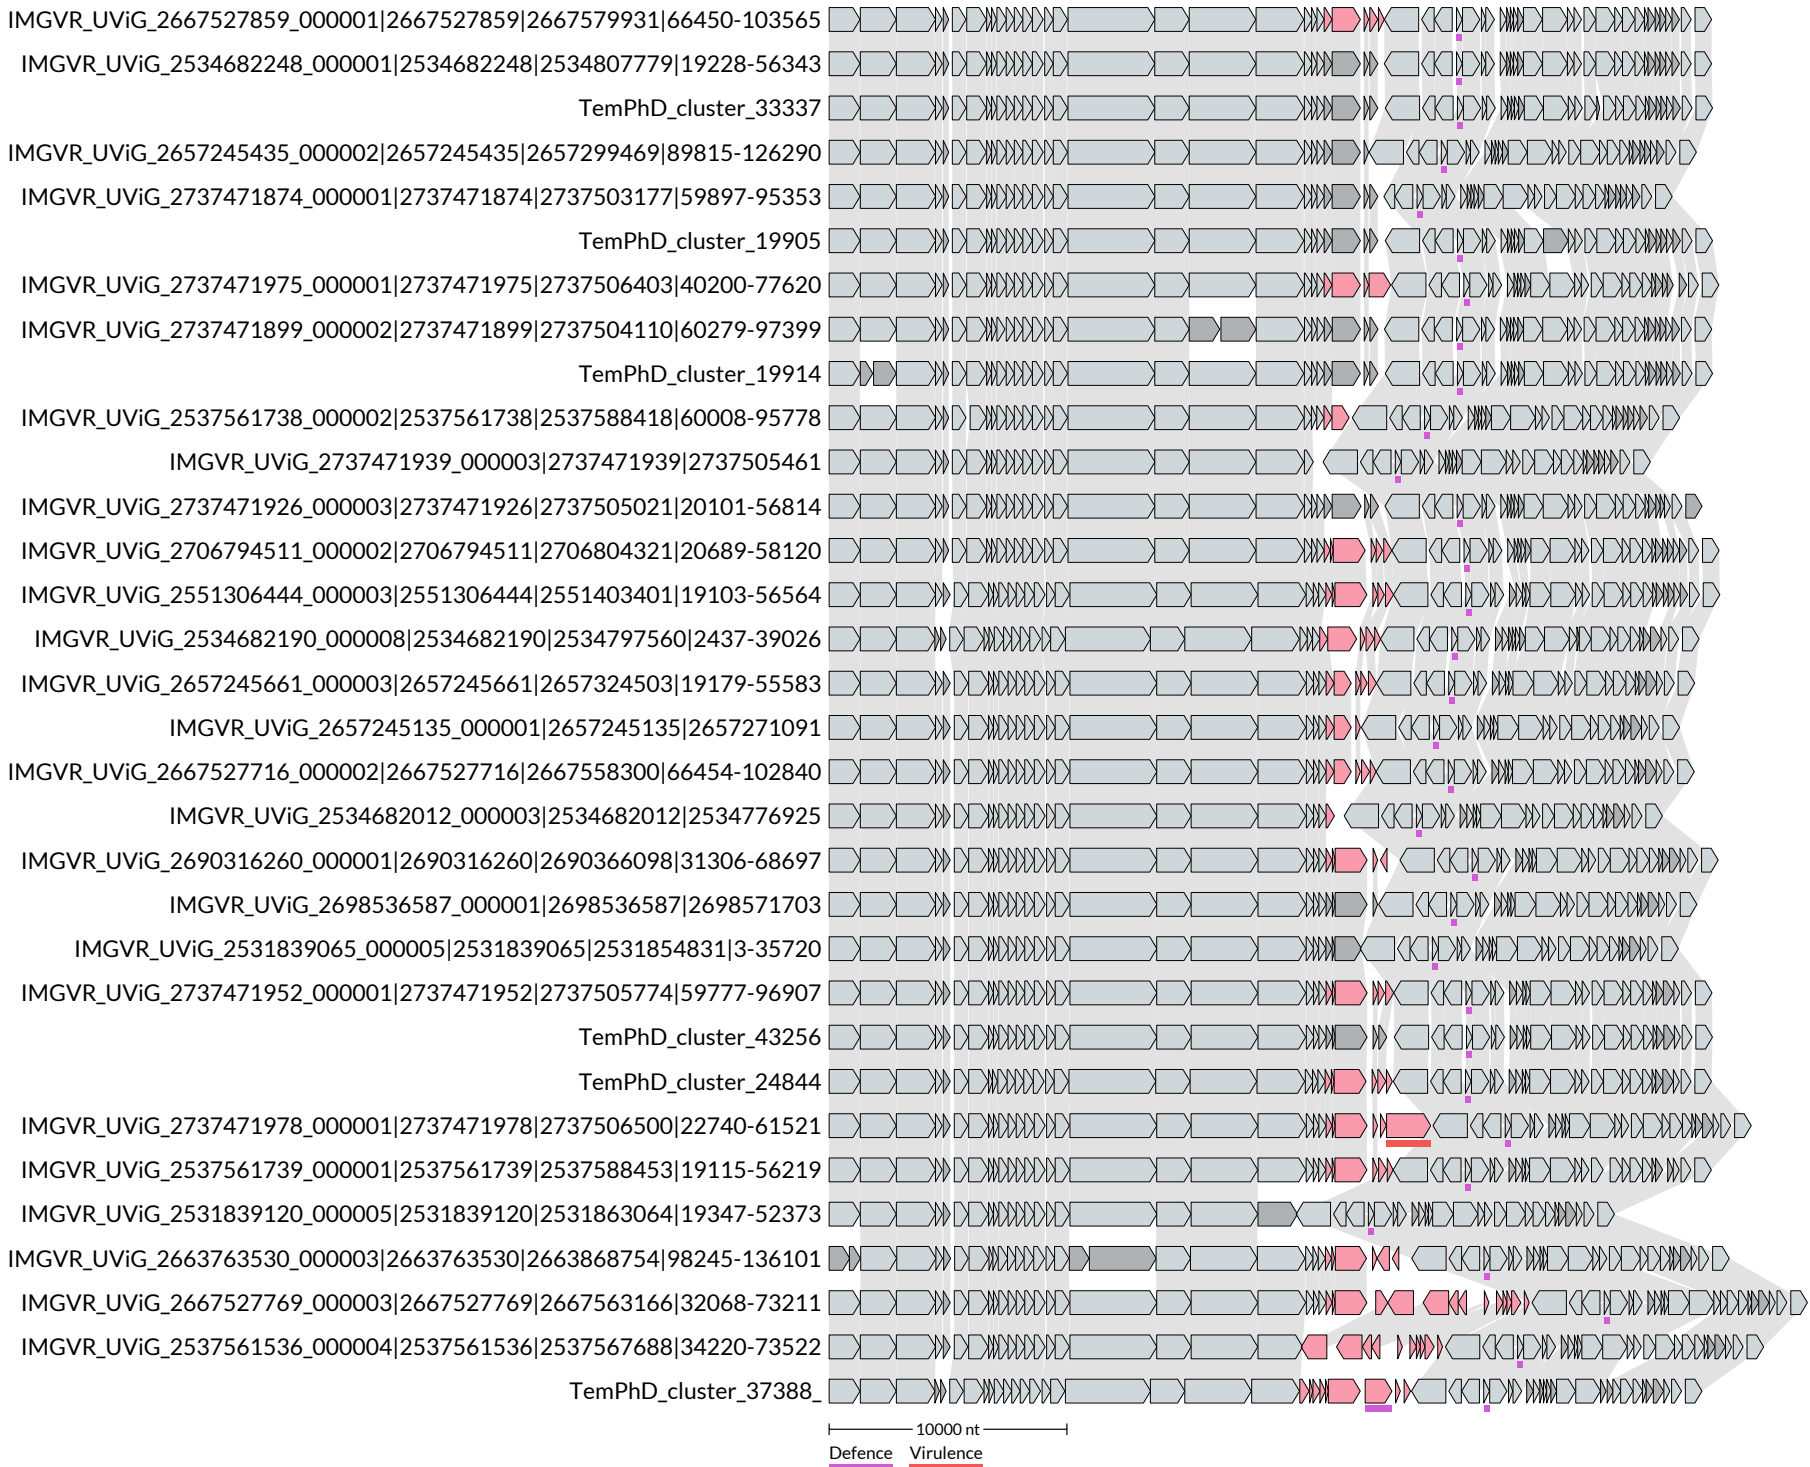 IMGVR_UViG_2667527859_000001|2667527859|2667579931|66450-103565
IMGVR_UViG_2534682248_000001|2534682248|2534807779|19228-56343
TemPhD_cluster_33337
IMGVR_UViG_2657245435_000002|2657245435|2657299469|89815-126290
IMGVR_UViG_2737471874_000001|2737471874|2737503177|59897-95353
TemPhD_cluster_19905
IMGVR_UViG_2737471975_000001|2737471975|2737506403|40200-77620
IMGVR_UViG_2737471899_000002|2737471899|2737504110|60279-97399
TemPhD_cluster_19914
IMGVR_UViG_2537561738_000002|2537561738|2537588418|60008-95778
IMGVR_UViG_2737471939_000003|2737471939|2737505461
IMGVR_UViG_2737471926_000003|2737471926|2737505021|20101-56814
IMGVR_UViG_2706794511_000002|2706794511|2706804321|20689-58120
IMGVR_UViG_2551306444_000003|2551306444|2551403401|19103-56564
IMGVR_UViG_2534682190_000008|2534682190|2534797560|2437-39026
IMGVR_UViG_2657245661_000003|2657245661|2657324503|19179-55583
IMGVR_UViG_2657245135_000001|2657245135|2657271091
IMGVR_UViG_2667527716_000002|2667527716|2667558300|66454-102840
IMGVR_UViG_2534682012_000003|2534682012|2534776925
IMGVR_UViG_2690316260_000001|2690316260|2690366098|31306-68697
IMGVR_UViG_2698536587_000001|2698536587|2698571703
IMGVR_UViG_2531839065_000005|2531839065|2531854831|3-35720
IMGVR_UViG_2737471952_000001|2737471952|2737505774|59777-96907
TemPhD_cluster_43256
TemPhD_cluster_24844
IMGVR_UViG_2737471978_000001|2737471978|2737506500|22740-61521
IMGVR_UViG_2537561739_000001|2537561739|2537588453|19115-56219
IMGVR_UViG_2531839120_000005|2531839120|2531863064|19347-52373
IMGVR_UViG_2663763530_000003|2663763530|2663868754|98245-136101
IMGVR_UViG_2667527769_000003|2667527769|2667563166|32068-73211
IMGVR_UViG_2537561536_000004|2537561536|2537567688|34220-73522
TemPhD_cluster_37388_
10000 nt
Defence Virulence